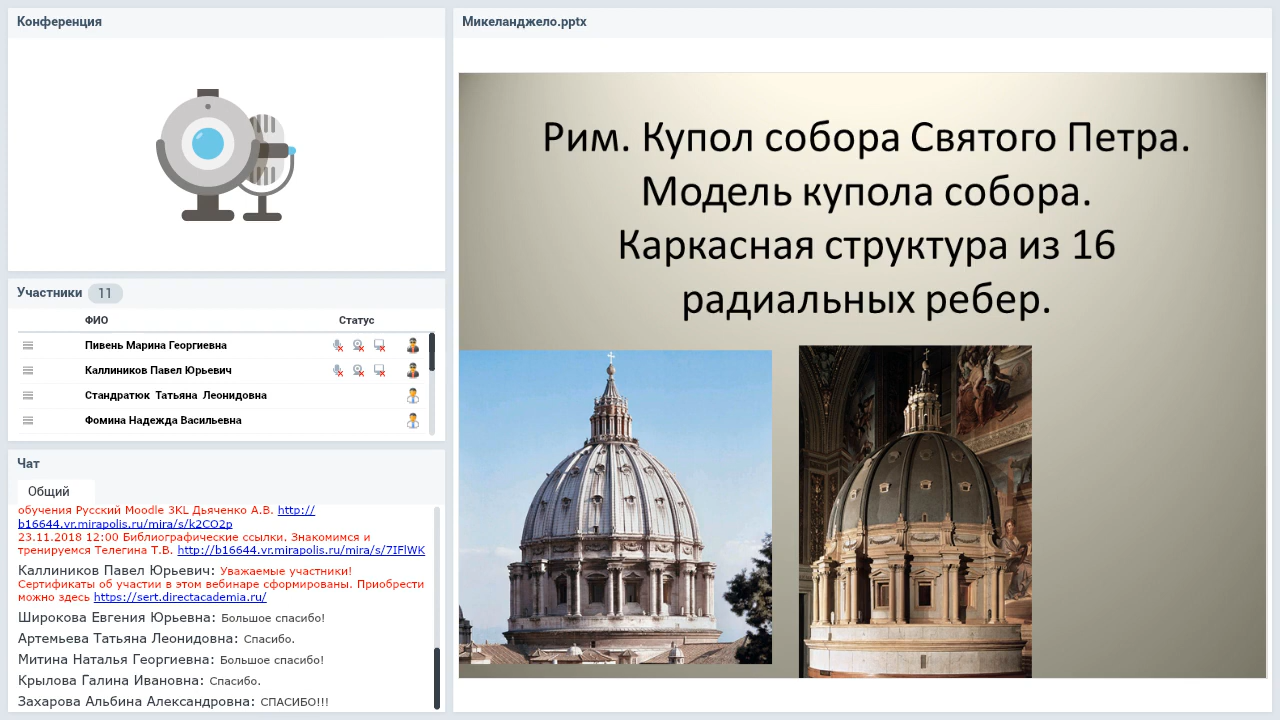 Конференция
Участники 11
ФИО Статус
Пивень Марина Георгиевна
Каллиников Павел Юрьевич
Стандратюк Татьяна Леонидовна
Фомина Надежда Васильевна
Чат
Общий
обучения Русский Moodle 3KL Дьяченко А.В. http://
b16644.vr.mirapolis.ru/mira/s/k2CO2p
23.11.2018 12:00 Библиографические ссылки. Знакомимся и
тренируемся Телегина Т.В. http://b16644.vr.mirapolis.ru/mira/s/7IFlWK
Каллиников Павел Юрьевич: Уважаемые участники!
Сертификаты об участии в этом вебинаре сформированы. Приобрести
можно здесь https://sert.directacademia.ru/
Широкова Евгения Юрьевна: Большое спасибо!
Артемьева Татьяна Леонидовна: Спасибо.
Митина Наталья Георгиевна: Большое спасибо!
Крылова Галина Ивановна: Спасибо.
Захарова Альбина Александровна: СПАСИБО!!!
Микеланджело.pptx
Рим. Купол собора Святого Петра.
Модель купола собора.
Каркасная структура из 16
радиальных ребер.